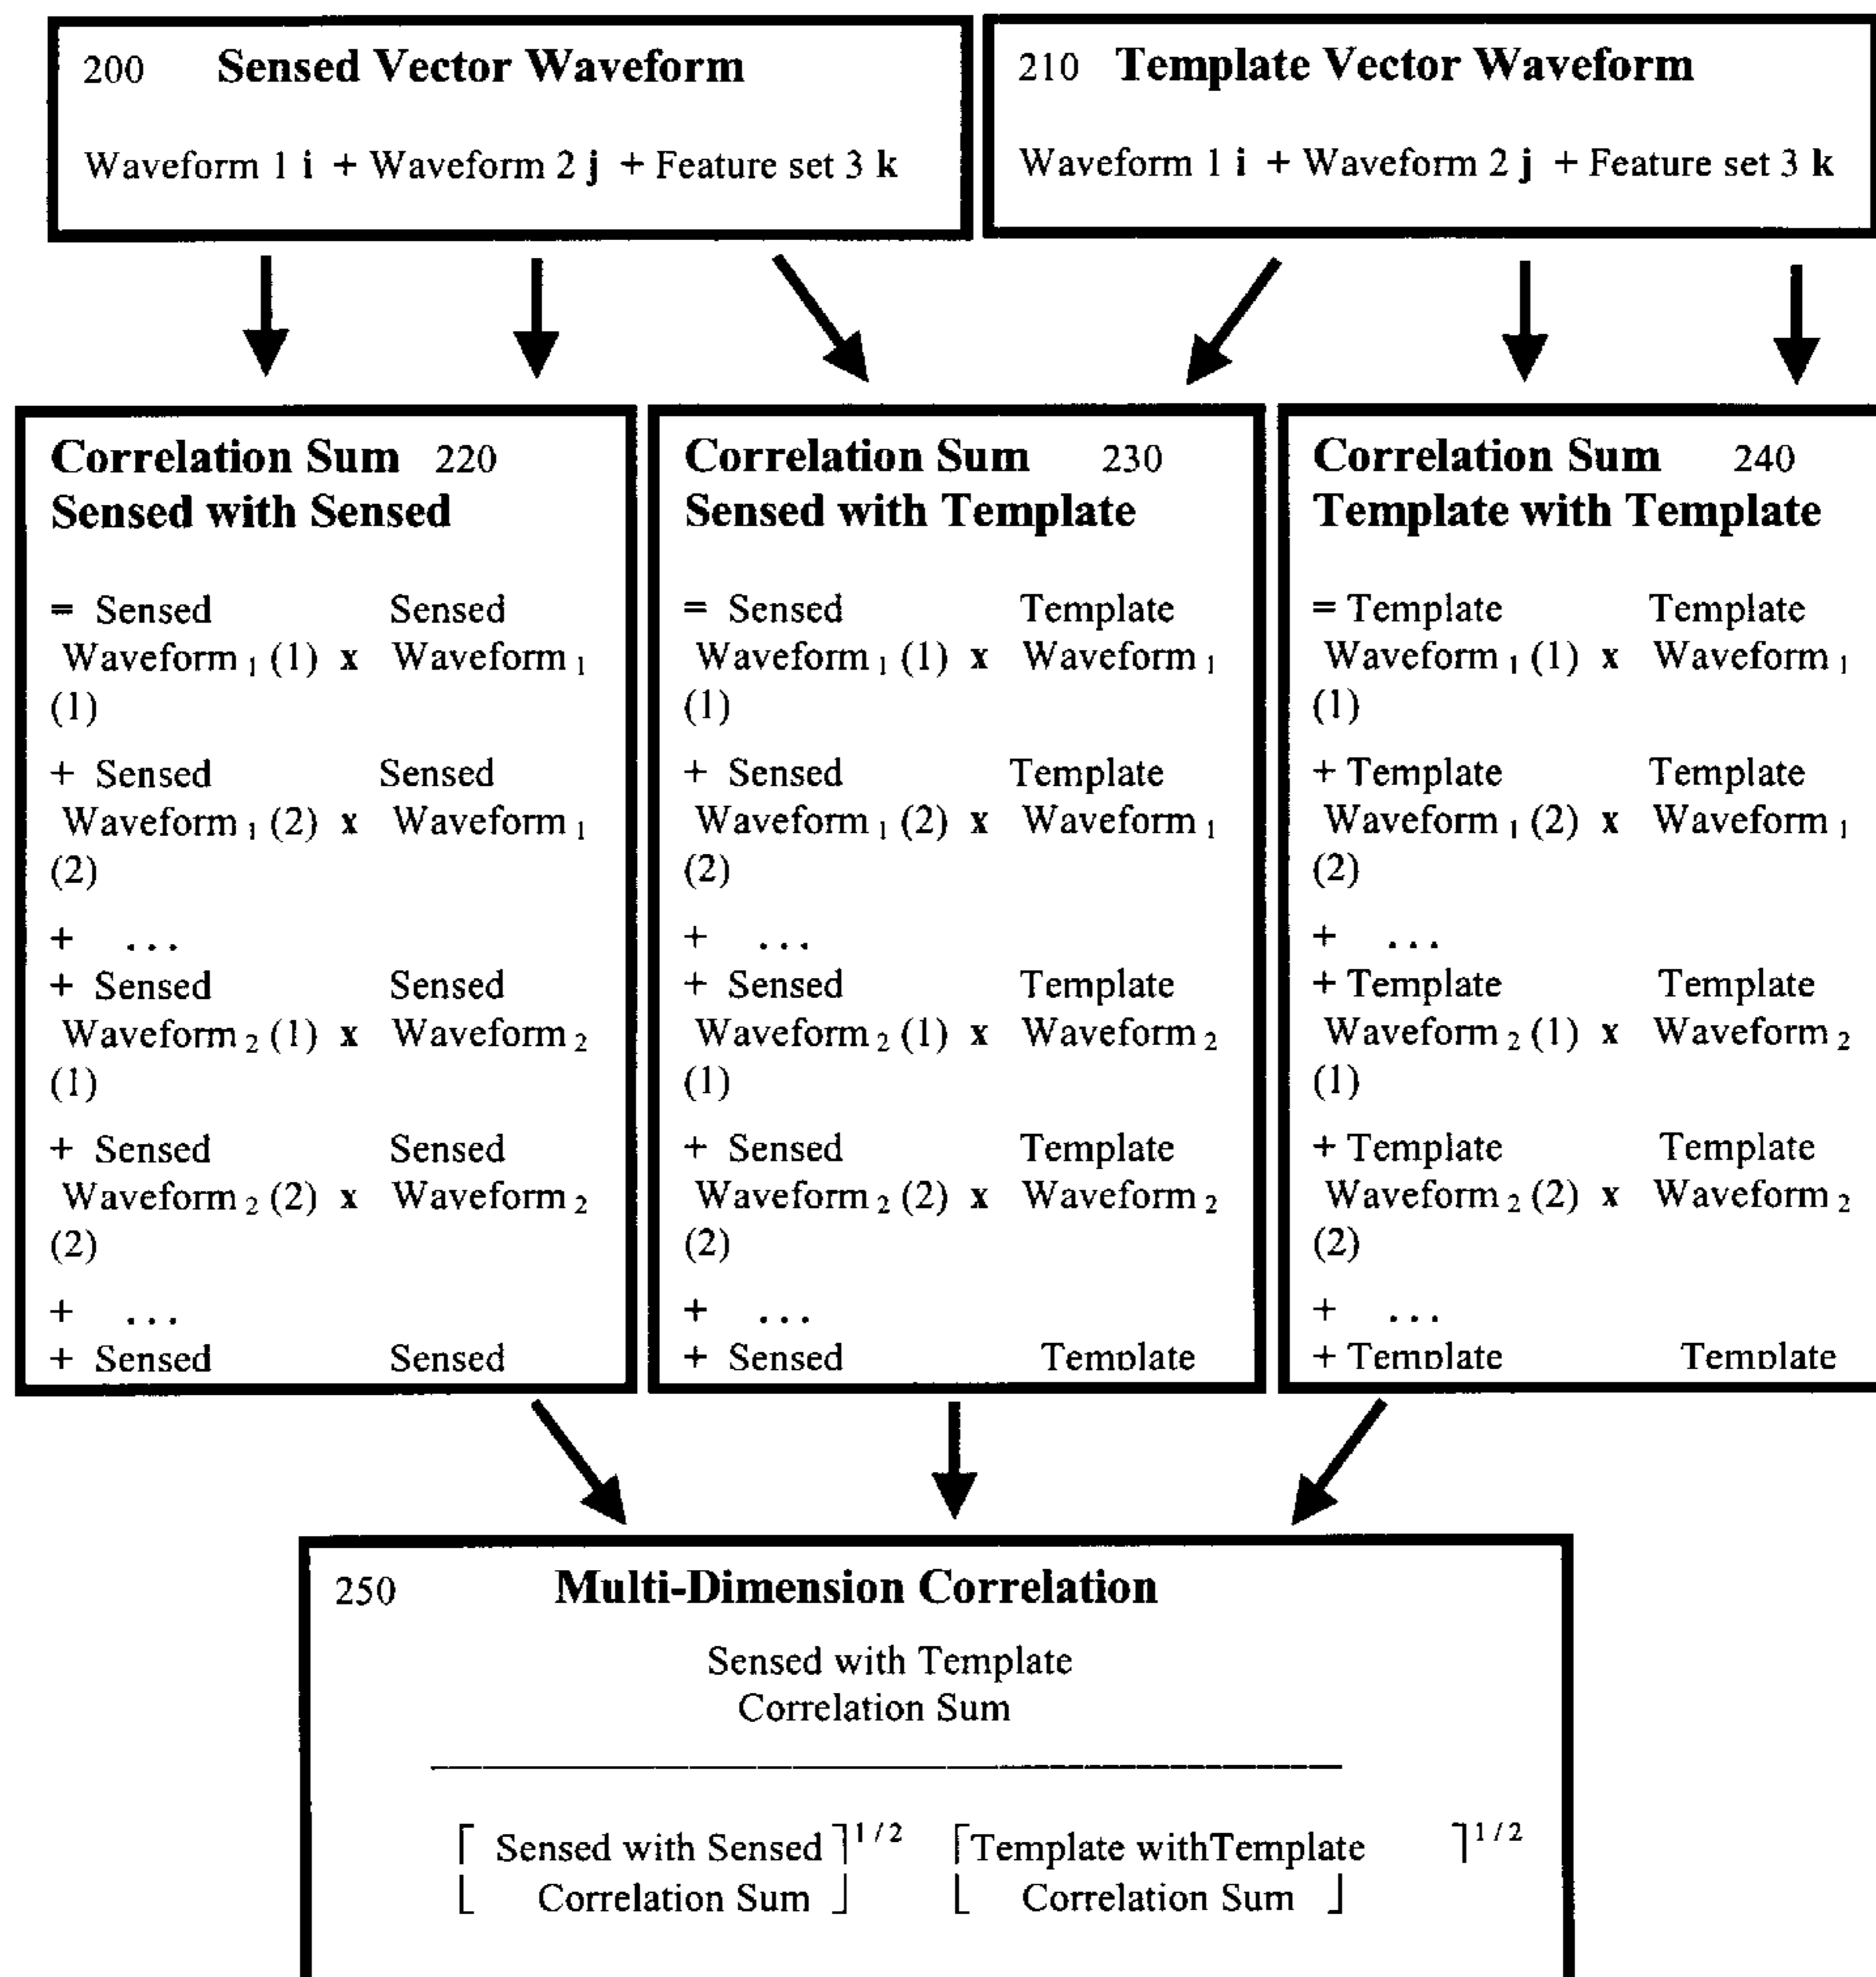 200 Sensed Vector Waveform
Waveform 1 i + Waveform 2 j + Feature set 3 k
210 Template Vector Waveform
Waveform 1 i + Waveform 2 j + Feature set 3 k
Correlation Sum 220
Sensed with Sensed
= Sensed Sensed
Waveform 1 (1) x Waveform 1
(1)
+ Sensed Sensed
Waveform 1 (2) x Waveform 1
(2)
+ ...
+ Sensed Sensed
Waveform 2 (1) x Waveform 2
(1)
+ Sensed Sensed
Waveform 2 (2) x Waveform 2
(2)
+ ...
+ Sensed Sensed
Correlation Sum 230
Sensed with Template
= Sensed Template
Waveform 1 (1) x Waveform 1
(1)
+ Sensed Template
Waveform 1 (2) x Waveform 1
(2)
+ ...
+ Sensed Template
Waveform 2 (1) x Waveform 2
(1)
+ Sensed Template
Waveform 2 (2) x Waveform 2
(2)
+ ...
+ Sensed Template
Correlation Sum 240
Template with Template
= Template Template
Waveform 1 (1) x Waveform 1
(1)
+ Template Template
Waveform 1 (2) x Waveform 1
(2)
+ ...
+ Template Template
Waveform 2 (1) x Waveform 2
(1)
+ Template Template
Waveform 2 (2) x Waveform 2
(2)
+ ...
+ Template Template
250 Multi-Dimension Correlation
Sensed with Template
Correlation Sum
⌈ Sensed with Sensed ⌉1/2 ⌈Template withTemplate ⌉1/2
⌊ Correlation Sum ⌋ ⌊ Correlation Sum ⌋